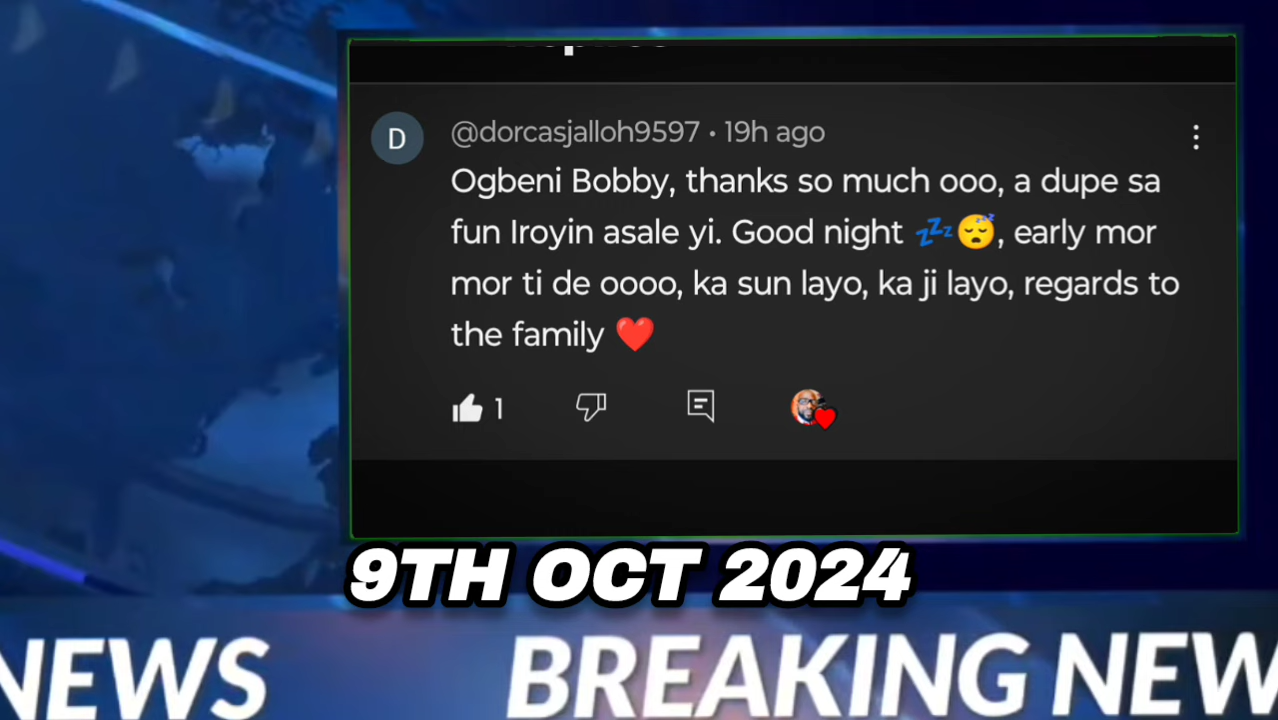 D
@dorcasjalloh9597 • 19h ago
Ogbeni Bobby, thanks so much ooo, a dupe sa
fun Iroyin asale yi. Good night 💤😴, early mor
mor ti de oooo, ka sun layo, ka ji layo, regards to
the family ❤️
1
9TH OCT 2024
NEWS BREAKING NEW